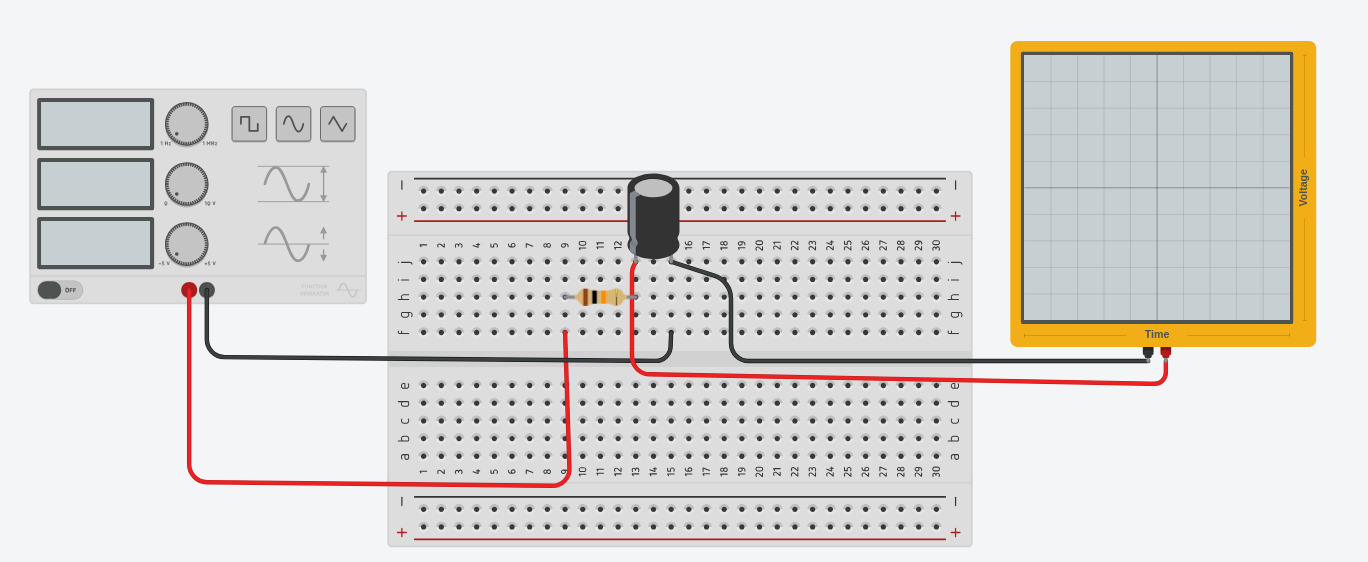 1 Hz 1 MHz
0 10 V
-5 V +5 V
OFF
FUNCTION
GENERATOR
− −
+ +
1 2 3 4 5 6 7 8 9 10 11 12 13 16 17 18 19 20 21 22 23 24 25 26 27 28 29 30
j j
i i
h h
g g
f f
e e
d d
c c
b b
a a
1 2 3 4 5 6 7 8 9 10 11 12 13 14 15 16 17 18 19 20 21 22 23 24 25 26 27 28 29 30
− −
+ +
Voltage
Time